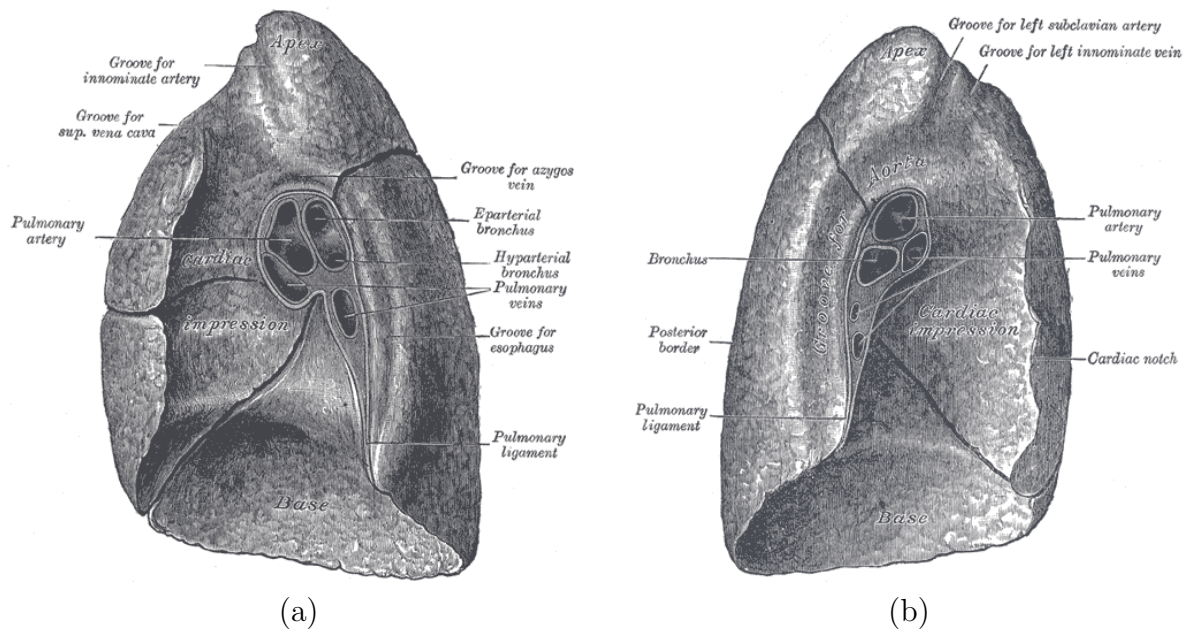 Apex
Groove for
innominate artery
Groove for
sup. vena cava
Groove for azygos
vein
Pulmonary
artery
Eparterial
bronchus
Cardiac
Hyparterial
bronchus
Pulmonary
veins
impression
Groove for
esophagus
Pulmonary
ligament
Base
(a)
Groove for left subclavian artery
Apex
Groove for left innominate vein
Groove for
Aorta
Pulmonary
artery
Bronchus
Pulmonary
veins
Cardiac
impression
Posterior
border
Cardiac notch
Pulmonary
ligament
Base
(b)